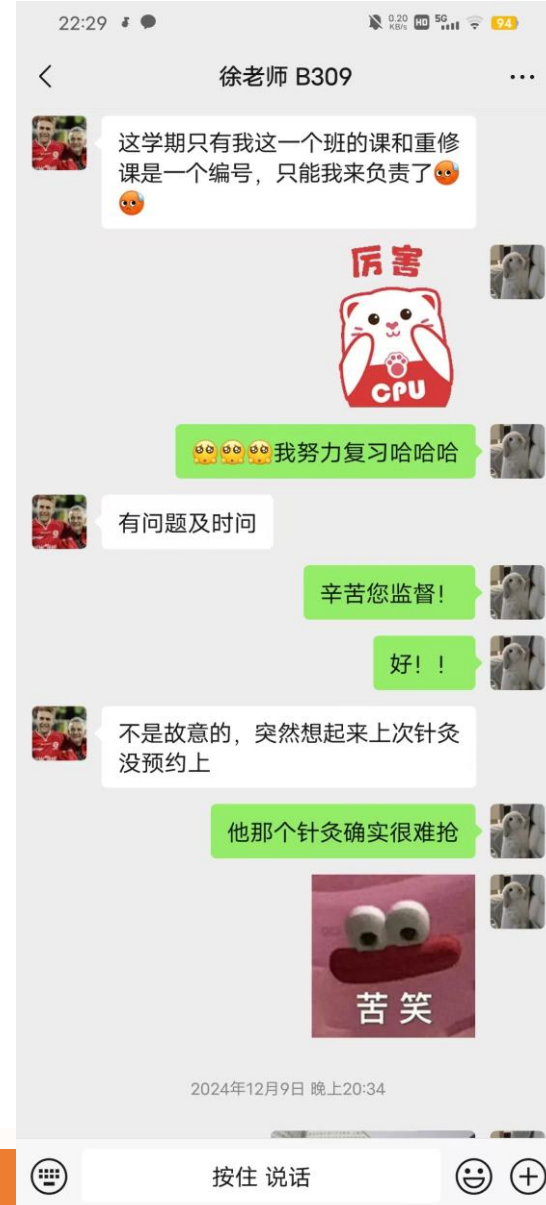 22:29
0.20 KB/s HD 5G 94
徐老师 B309
这学期只有我这一个班的课和重修
课是一个编号，只能我来负责了
厉害
CPU
我努力复习哈哈哈
有问题及时问
辛苦您监督！
好！！
不是故意的，突然想起来上次针灸
没预约上
他那个针灸确实很难抢
苦笑
2024年12月9日 晚上20:34
按住 说话